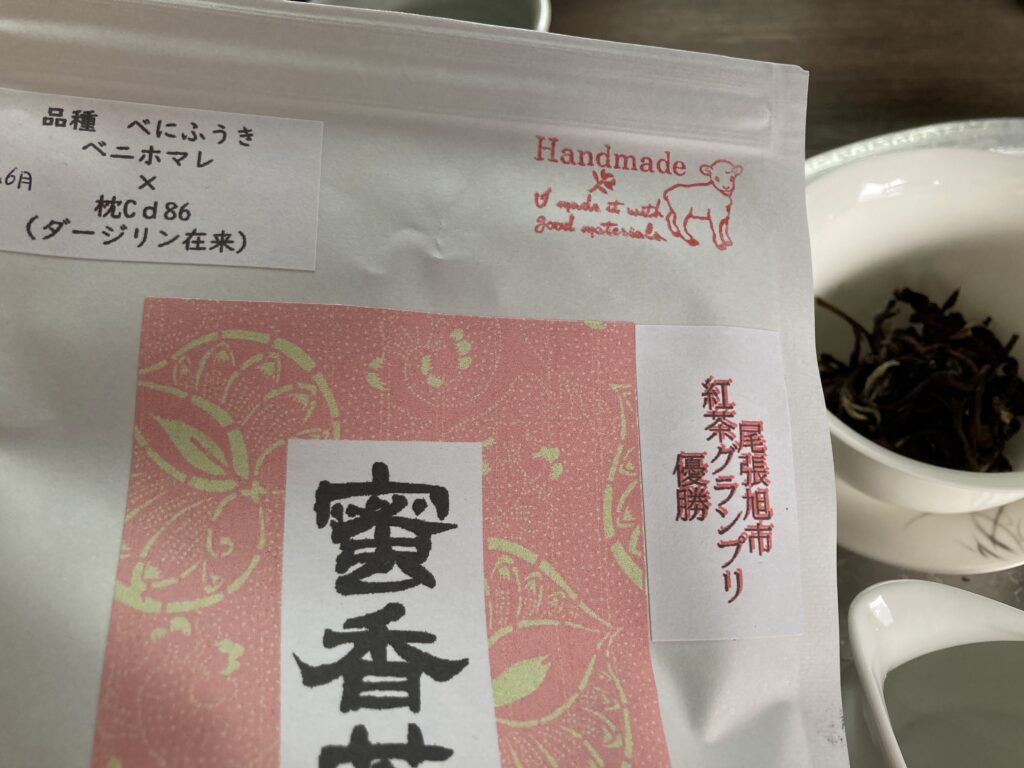 品種 べにふうき
ベニホマレ
×
枕Cd86
(ダージリン在来)
6月
Handmade
I made it with
good materials
尾張旭市
紅茶グランプリ
優勝
蜜香